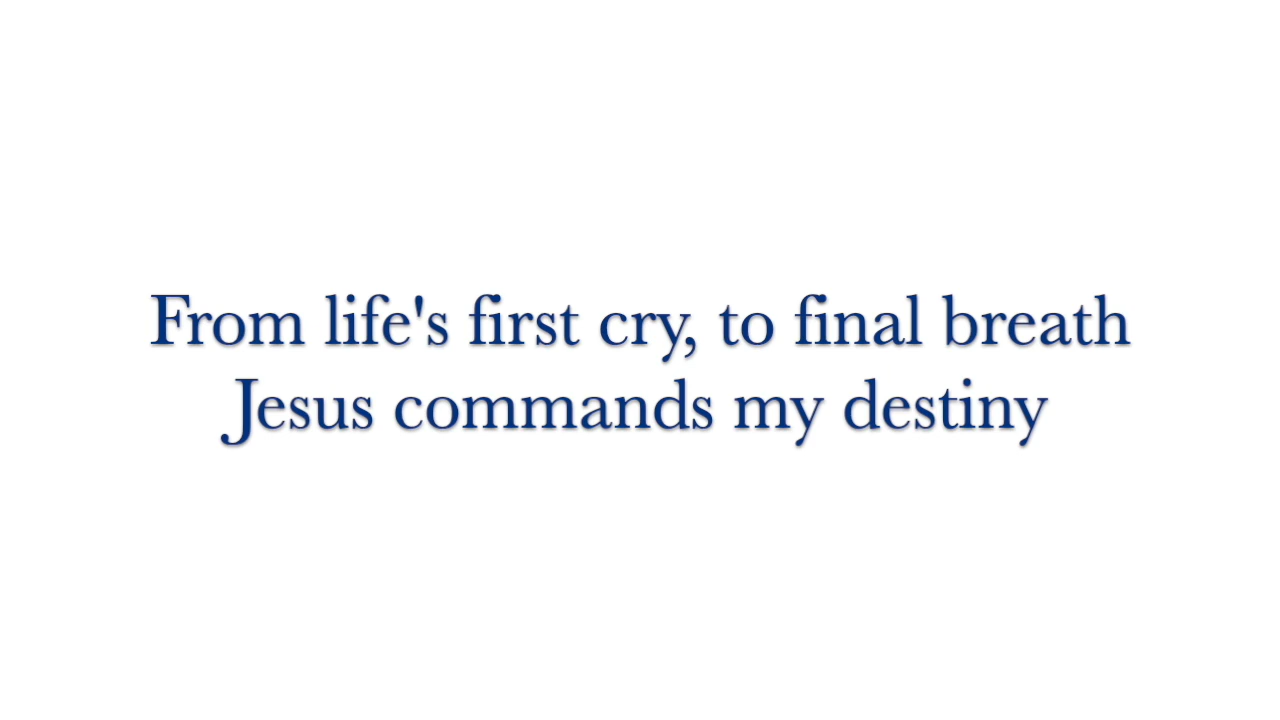 From life's first cry, to final breath
Jesus commands my destiny